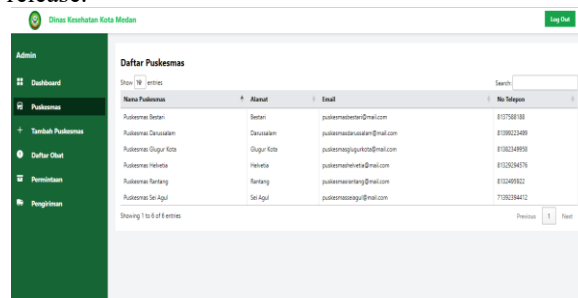 release.
Dinas Kesehatan Kota Medan
Log Out
Admin
Dashboard
Puskesmas
Tambah Puskesmas
Daftar Obat
Permintaan
Pengiriman
Daftar Puskesmas
Show 10 entries
Search:
Nama Puskesmas Alamat Email No Telepon
Puskesmas Bestari Bestari puskesmasbestari@mail.com 8137568188
Puskesmas Darussalam Darussalam puskesmasdarussalam@mail.com 81399223489
Puskesmas Glugur Kota Glugur Kota puskesmasglugurkota@mail.com 81382349958
Puskesmas Helvetia Helvetia puskesmashelvetia@mail.com 81329294576
Puskesmas Rantang Rantang puskesmasrantang@mail.com 8132495922
Puskesmas Sei Agul Sei Agul puskesmasseiagul@mail.com 71392394412
Showing 1 to 6 of 6 entries
Previous 1 Next